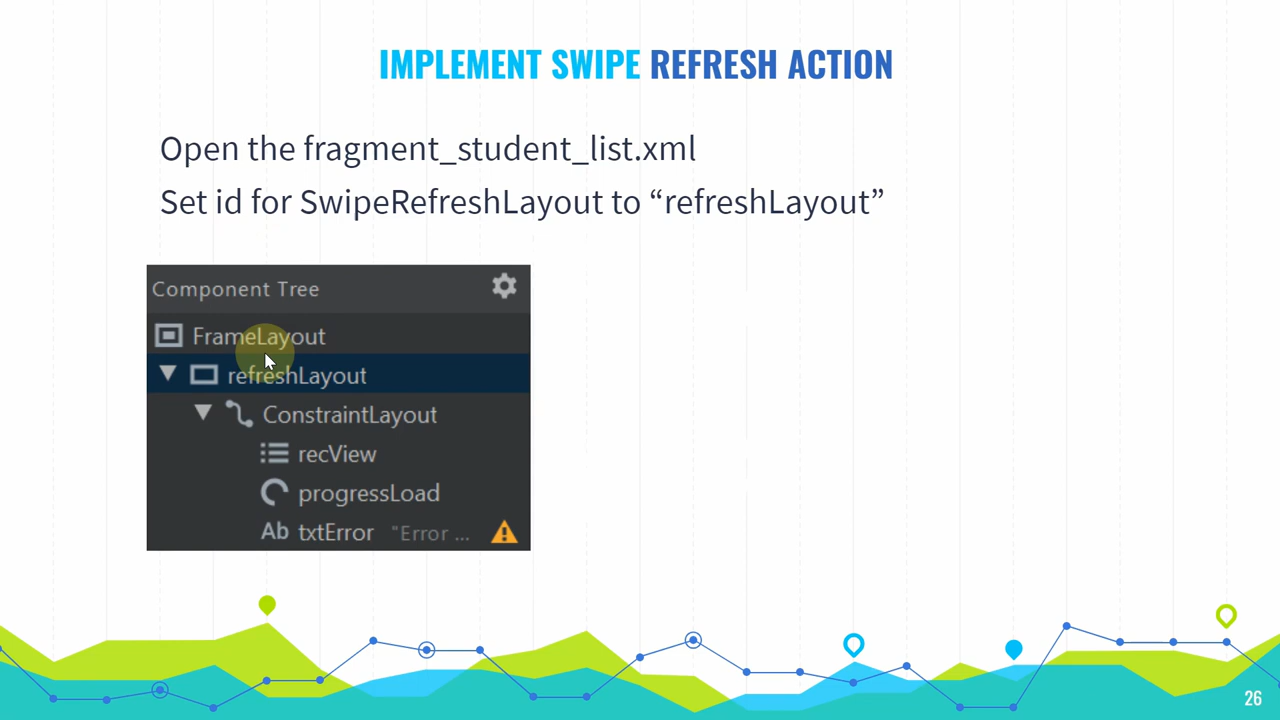 IMPLEMENT SWIPE REFRESH ACTION
Open the fragment_student_list.xml
Set id for SwipeRefreshLayout to “refreshLayout”
Component Tree
FrameLayout
refreshLayout
ConstraintLayout
recView
progressLoad
Ab txtError "Error ...
26